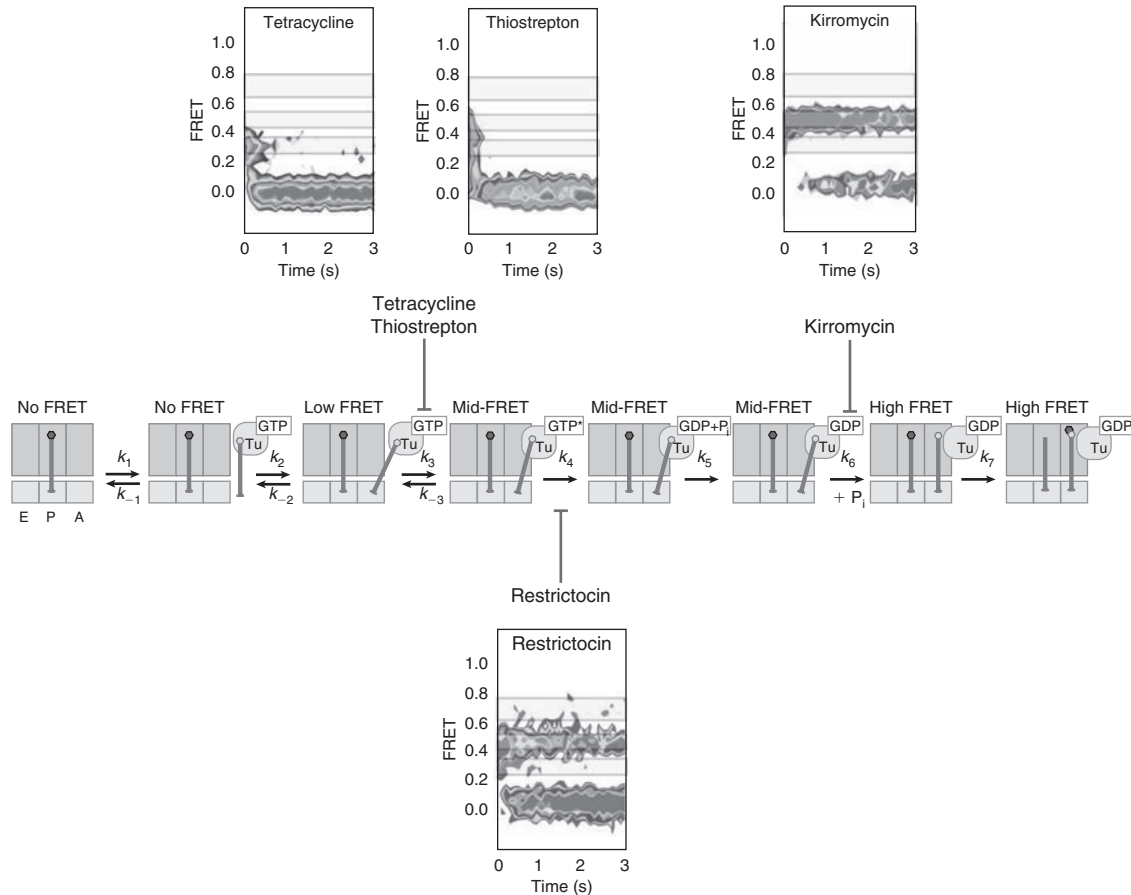 Tetracycline
Thiostrepton
Kirromycin
1.0
0.8
0.6
0.4
0.2
0.0
FRET
0 1 2 3
Time (s)
1.0
0.8
0.6
0.4
0.2
0.0
FRET
0 1 2 3
Time (s)
1.0
0.8
0.6
0.4
0.2
0.0
FRET
0 1 2 3
Time (s)
Tetracycline
Thiostrepton
Kirromycin
No FRET
No FRET
Low FRET
Mid-FRET
Mid-FRET
Mid-FRET
High FRET
High FRET
GTP
GTP
GTP*
GDP+Pi
GDP
GDP
GDP
Tu
Tu
Tu
Tu
Tu
Tu
Tu
k1
k2
k3
k4
k5
k6
k7
k−1
k−2
k−3
+ Pi
E P A
Restrictocin
Restrictocin
1.0
0.8
0.6
0.4
0.2
0.0
FRET
0 1 2 3
Time (s)